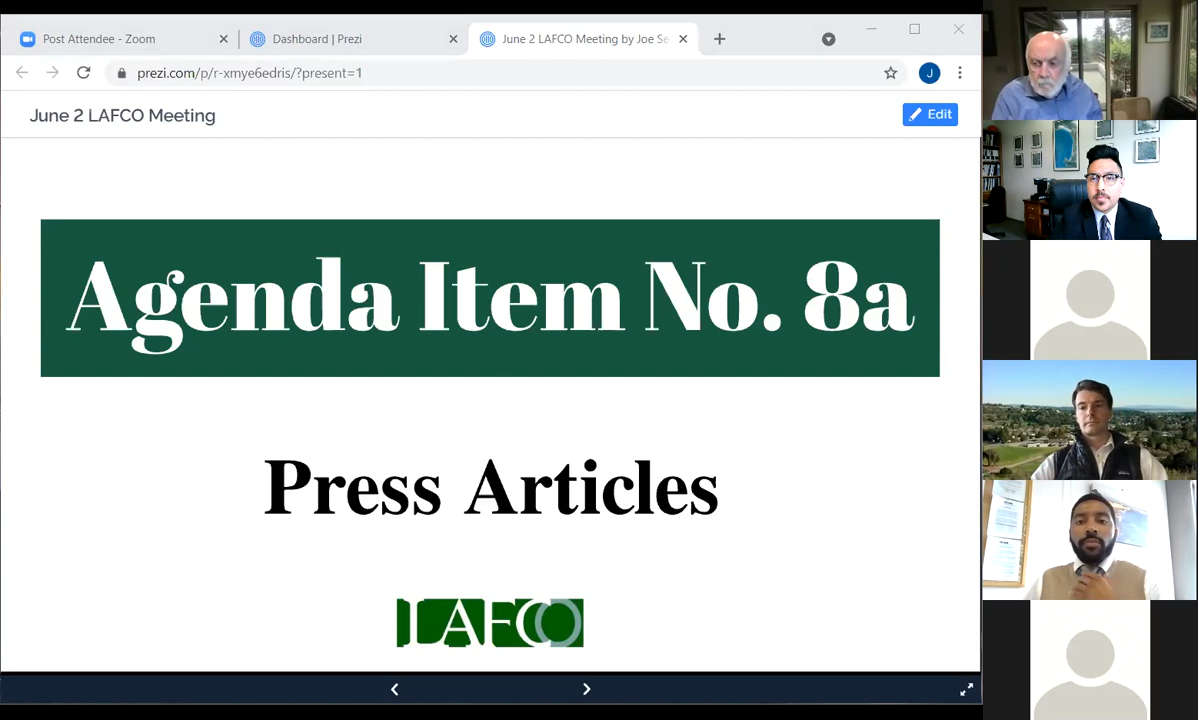 Post Attendee - Zoom
Dashboard | Prezi
June 2 LAFCO Meeting by Joe Se
prezi.com/p/r-xmye6edris/?present=1
J
June 2 LAFCO Meeting
Edit
Agenda Item No. 8a
Press Articles
LAFCO